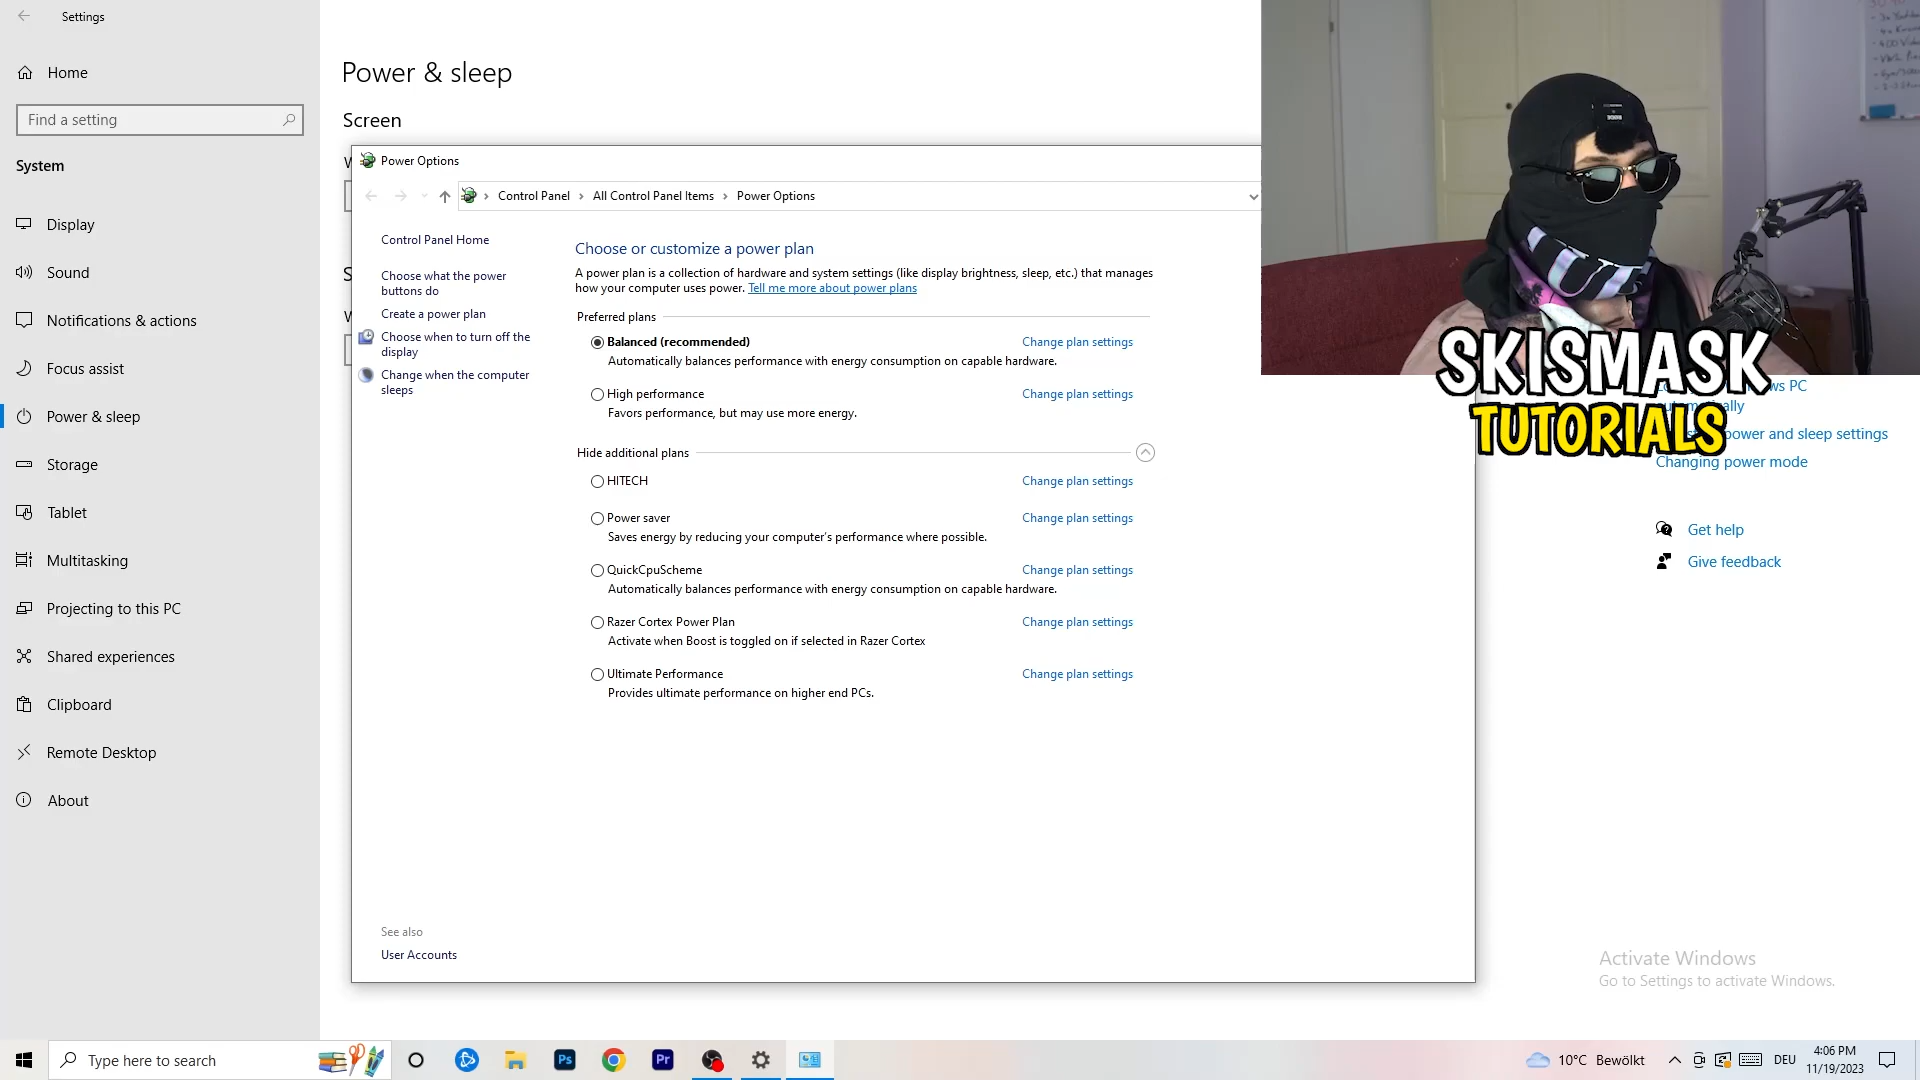 Settings
Home
Find a setting
System
Display
Sound
Notifications & actions
Focus assist
Power & sleep
Storage
Tablet
Multitasking
Projecting to this PC
Shared experiences
Clipboard
Remote Desktop
About
Power & sleep
Screen
Power Options
Control Panel
All Control Panel Items
Power Options
Control Panel Home
Choose what the power
buttons do
Create a power plan
Choose when to turn off the
display
Change when the computer
sleeps
See also
User Accounts
Choose or customize a power plan
A power plan is a collection of hardware and system settings (like display brightness, sleep, etc.) that manages
how your computer uses power. Tell me more about power plans
Preferred plans
Balanced (recommended) Change plan settings
Automatically balances performance with energy consumption on capable hardware.
High performance Change plan settings
Favors performance, but may use more energy.
Hide additional plans
HITECH Change plan settings
Power saver Change plan settings
Saves energy by reducing your computer's performance where possible.
QuickCpuScheme Change plan settings
Automatically balances performance with energy consumption on capable hardware.
Razer Cortex Power Plan Change plan settings
Activate when Boost is toggled on if selected in Razer Cortex
Ultimate Performance Change plan settings
Provides ultimate performance on higher end PCs.
SKISMASK
TUTORIALS
PC
power and sleep settings
Changing power mode
Get help
Give feedback
Activate Windows
Go to Settings to activate Windows.
Type here to search
Ps
Pr
10°C Bewölkt
DEU
4:06 PM
11/19/2023